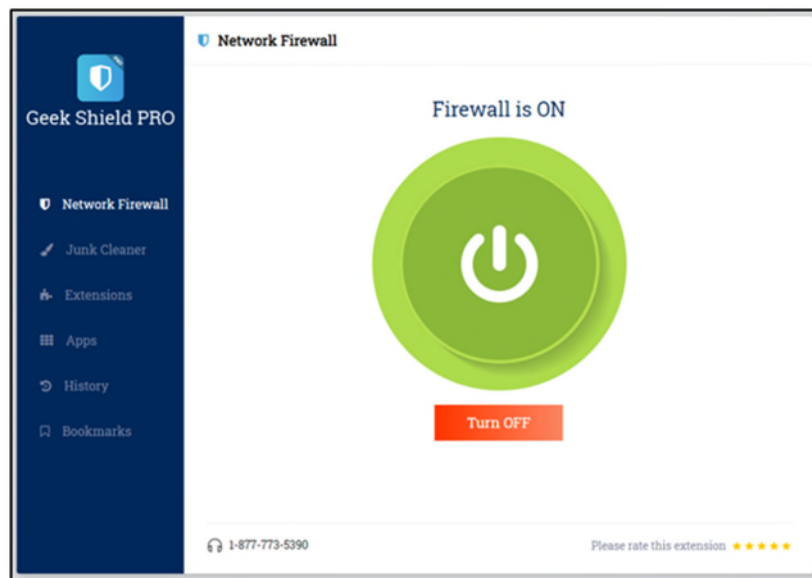 Network Firewall
Geek Shield PRO
Firewall is ON
Network Firewall
Junk Cleaner
Extensions
Apps
History
Bookmarks
Turn OFF
1-877-773-5390
Please rate this extension